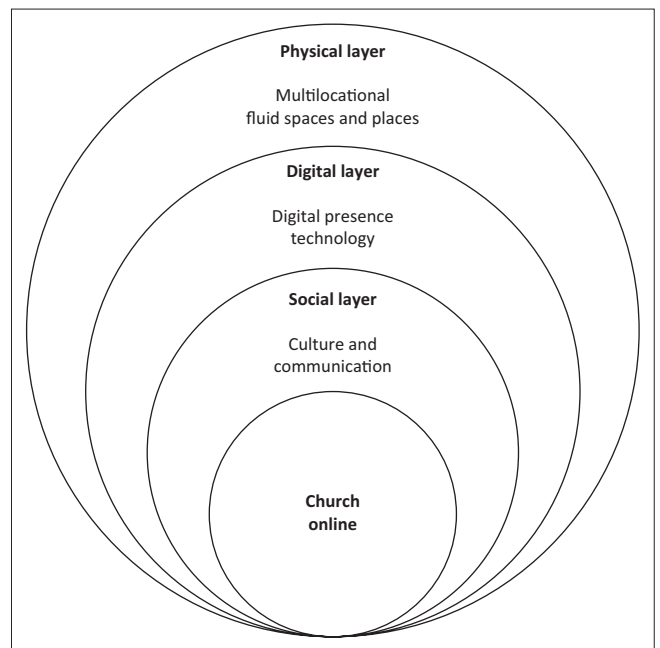 Physical layer
Multilocational
fluid spaces and places
Digital layer
Digital presence
technology
Social layer
Culture and
communication
Church
online